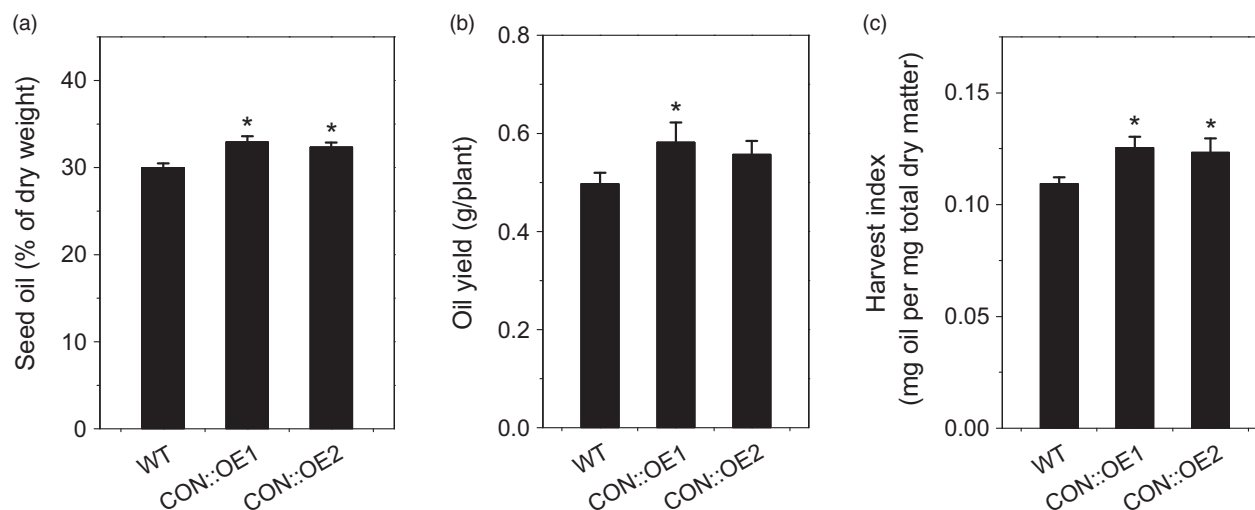 (a)
Seed oil (% of dry weight)
40
30
20
10
0
*
*
WT
CON::OE1
CON::OE2
(b)
Oil yield (g/plant)
0.8
0.6
0.4
0.2
0.0
*
WT
CON::OE1
CON::OE2
(c)
Harvest index
(mg oil per mg total dry matter)
0.15
0.10
0.05
0.00
*
*
WT
CON::OE1
CON::OE2